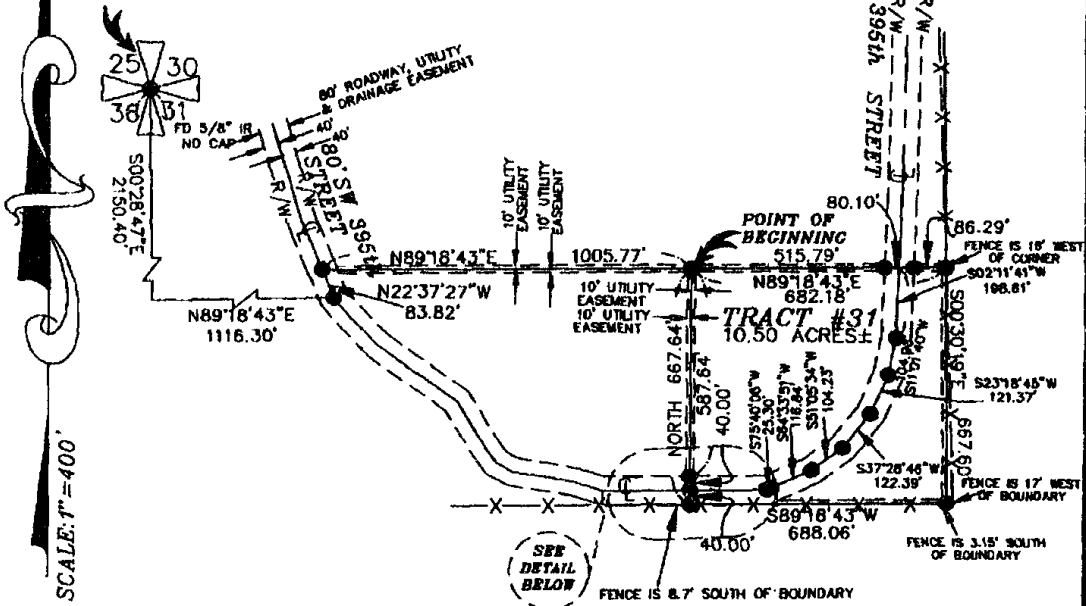 25 30
36 31
FD 5/8" IR
NO CAP
S00°28'47"E
2150.40'
N89°18'43"E
1116.30'
80' ROADWAY, UTILITY
& DRAINAGE EASEMENT
40'
40'
R/W
R/W
80' SW 395th
STREET
N22°37'27"W
83.82'
N89°18'43"E
1005.77'
10' UTILITY
EASEMENT
10' UTILITY
EASEMENT
POINT OF
BEGINNING
515.79'
N89°18'43"E
682.18'
10' UTILITY
EASEMENT
10' UTILITY
EASEMENT
TRACT #31
10.50 ACRES±
R/W
R/W
395th STREET
80.10'
86.29'
FENCE IS 16' WEST
OF CORNER
S02°11'41"W
198.61'
S00°30'19"E
667.60'
S23°18'45"W
121.37'
S37°28'46"W
122.39'
S51°05'34"W
104.23'
S64°33'51"W
116.84'
S75°40'06"W
25.30'
NORTH 667.64'
587.64'
40.00'
40.00'
S89°18'43"W
688.06'
FENCE IS 17' WEST
OF BOUNDARY
FENCE IS 3.15' SOUTH
OF BOUNDARY
FENCE IS 8.7' SOUTH OF BOUNDARY
SEE
DETAIL
BELOW
SCALE: 1"=400'